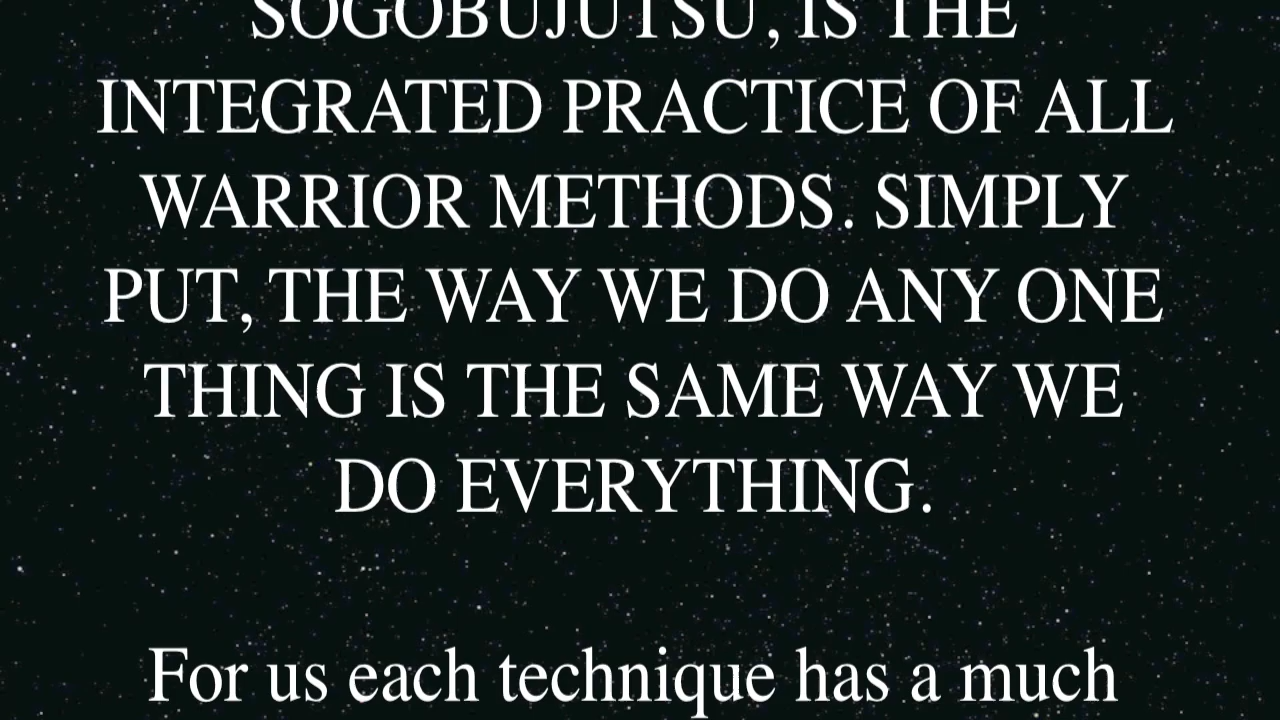 SOGOBUJUTSU, IS THE
INTEGRATED PRACTICE OF ALL
WARRIOR METHODS. SIMPLY
PUT, THE WAY WE DO ANY ONE
THING IS THE SAME WAY WE
DO EVERYTHING.
For us each technique has a much